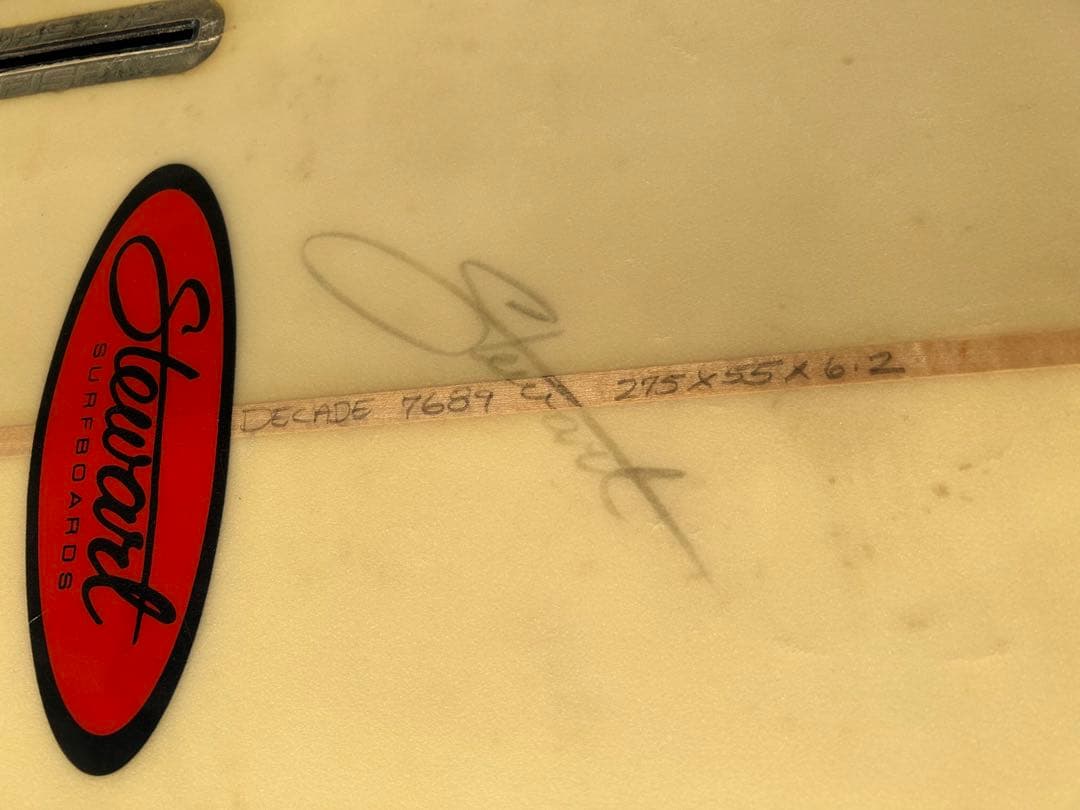 Stewart
SURFBOARDS
Stewart
DECADE 7689 275 X 55 X 6.2